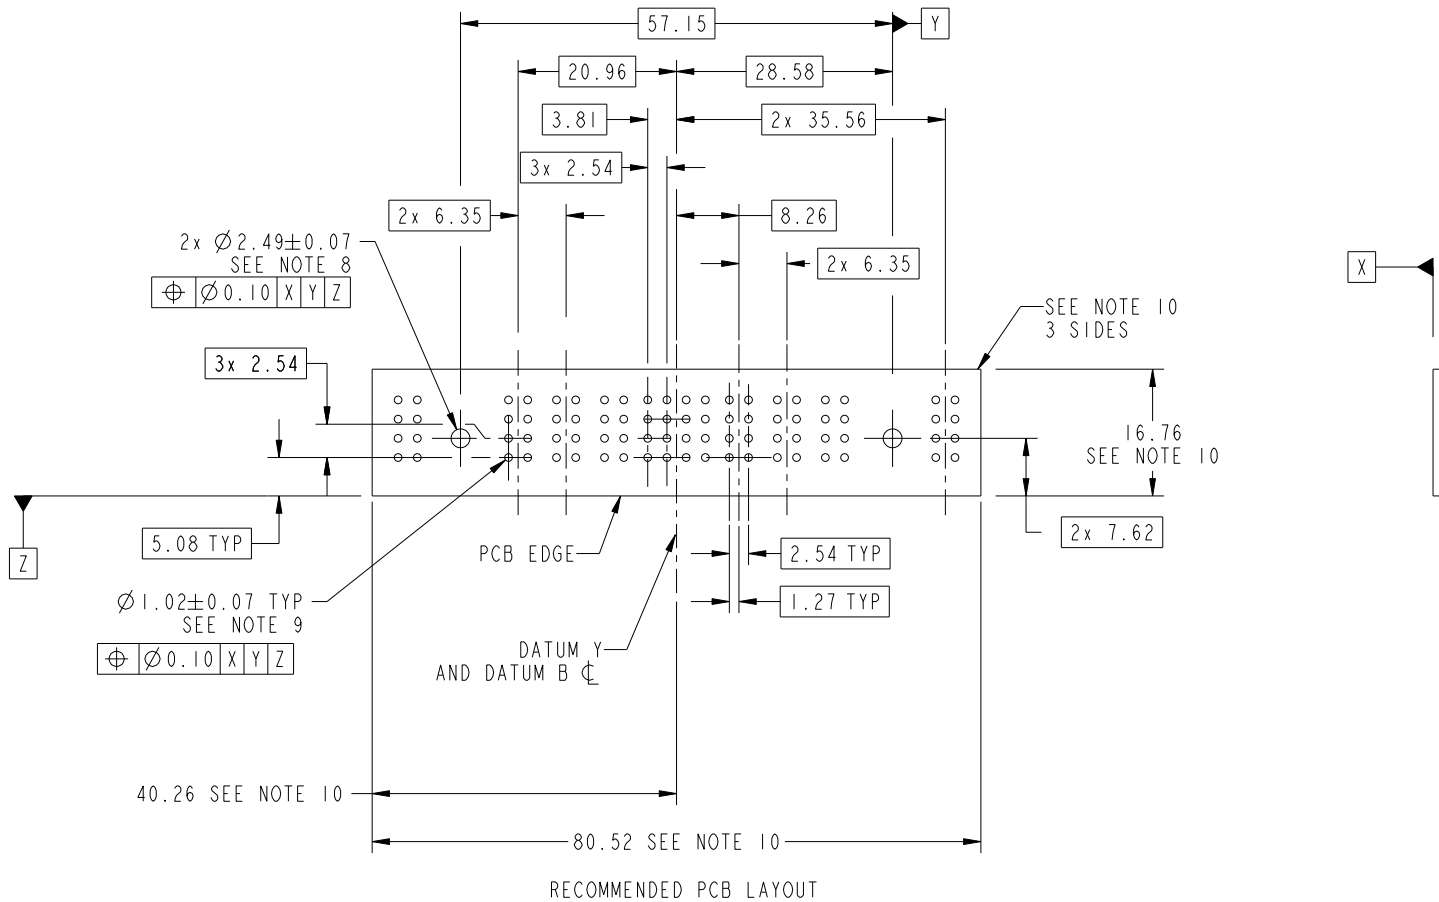 57.15
Y
20.96
28.58
3.81
2x 35.56
3x 2.54
2x 6.35
8.26
2x Ø2.49±0.07
SEE NOTE 8
⌖ Ø0.10 X Y Z
2x 6.35
X
SEE NOTE 10
3 SIDES
3x 2.54
16.76
SEE NOTE 10
5.08 TYP
Z
PCB EDGE
2x 7.62
2.54 TYP
Ø1.02±0.07 TYP
SEE NOTE 9
⌖ Ø0.10 X Y Z
1.27 TYP
DATUM Y
AND DATUM B ℄
40.26 SEE NOTE 10
80.52 SEE NOTE 10
RECOMMENDED PCB LAYOUT